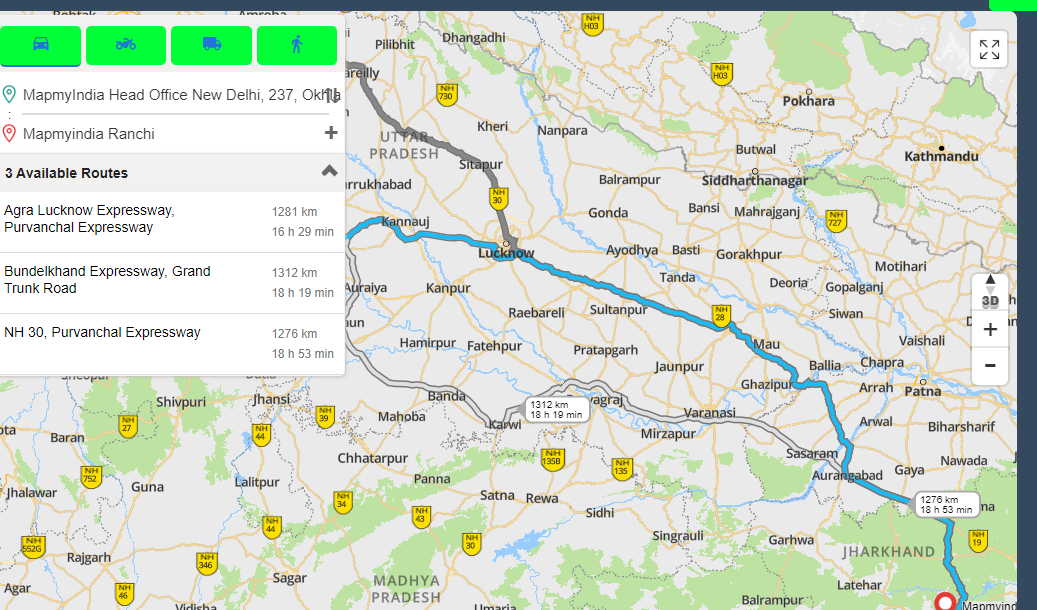 MapmyIndia Head Office New Delhi, 237, Okhla
Mapmyindia Ranchi
3 Available Routes
Agra Lucknow Expressway,
Purvanchal Expressway
1281 km
16 h 29 min
Bundelkhand Expressway, Grand
Trunk Road
1312 km
18 h 19 min
NH 30, Purvanchal Expressway
1276 km
18 h 53 min
Pilibhit
Dhangadhi
NH
H03
NH
H03
NH
730
Pokhara
Kheri
Nanpara
UTTAR
PRADESH
Sitapur
Butwal
Kathmandu
Siddharthanagar
Balrampur
NH
30
Gonda
Bansi
Mahrajganj
NH
727
Kannauj
Lucknow
Ayodhya
Basti
Gorakhpur
Motihari
Tanda
Deoria
Gopalganj
3D
Auraiya
Kanpur
Raebareli
Sultanpur
NH
28
Siwan
Mau
Vaishali
Hamirpur
Fatehpur
Pratapgarh
Jaunpur
Ballia
Chapra
Ghazipur
Arrah
Patna
Banda
1312 km
18 h 19 min
Shivpuri
Jhansi
Mahoba
Karwi
Varanasi
Mirzapur
Arwal
Biharsharif
NH
27
NH
44
NH
39
Baran
Chhatarpur
NH
135B
NH
135
Sasaram
Nawada
Gaya
Aurangabad
NH
752
Guna
Lalitpur
Panna
Satna
Rewa
Jhalawar
NH
34
1276 km
18 h 53 min
NH
44
NH
43
Sidhi
NH
552G
NH
30
Singrauli
Garhwa
JHARKHAND
NH
19
Rajgarh
NH
346
Agar
Sagar
MADHYA
PRADESH
Latehar
NH
46
Vidisha
Umaria
Balrampur